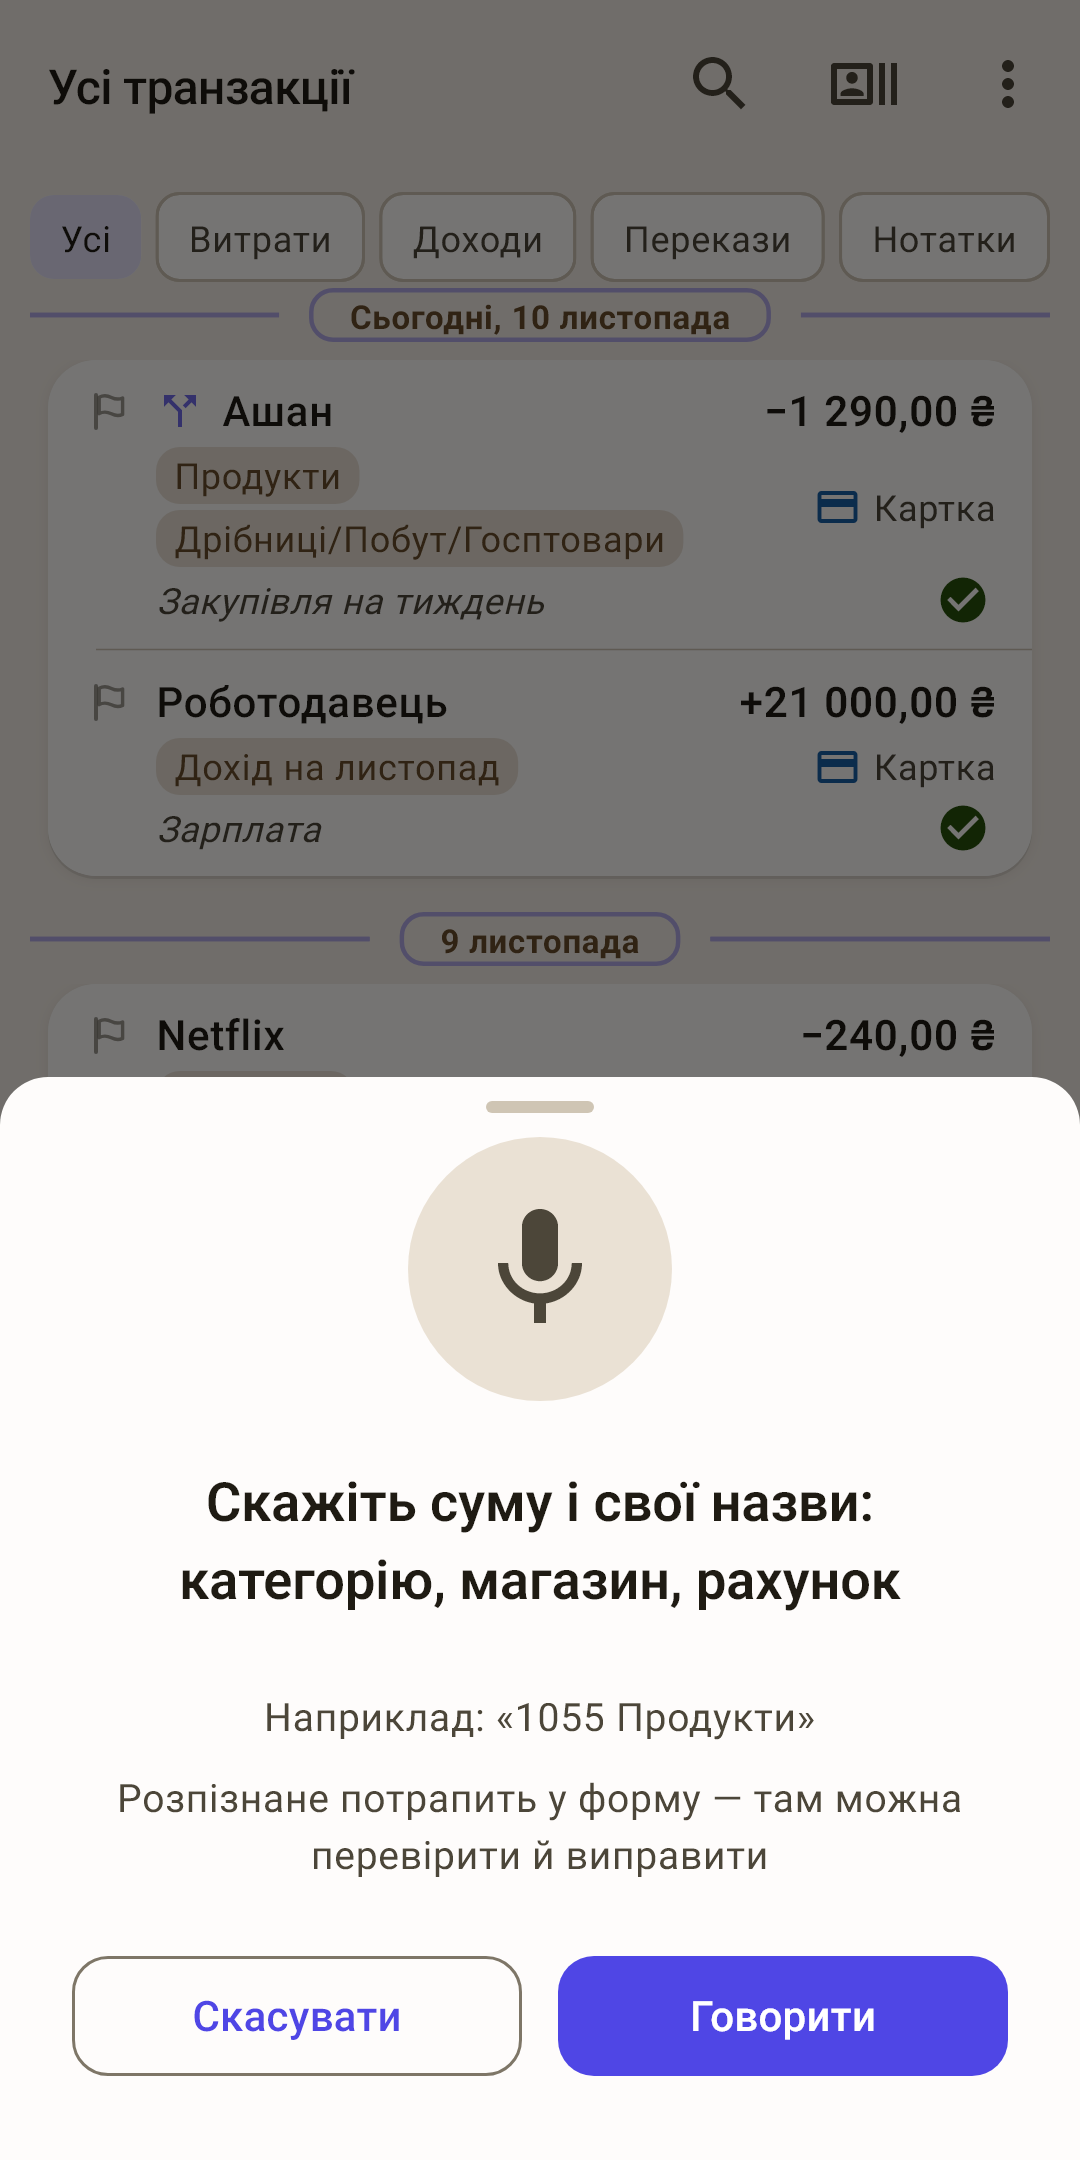 Усі транзакції
Усі
Витрати
Доходи
Перекази
Нотатки
Сьогодні, 10 листопада
Ашан
−1 290,00 ₴
Продукти
Дрібниці/Побут/Госптовари
Картка
Закупівля на тиждень
Роботодавець
+21 000,00 ₴
Дохід на листопад
Картка
Зарплата
9 листопада
Netflix
−240,00 ₴
Скажіть суму і свої назви:
категорію, магазин, рахунок
Наприклад: «1055 Продукти»
Розпізнане потрапить у форму — там можна
перевірити й виправити
Скасувати
Говорити